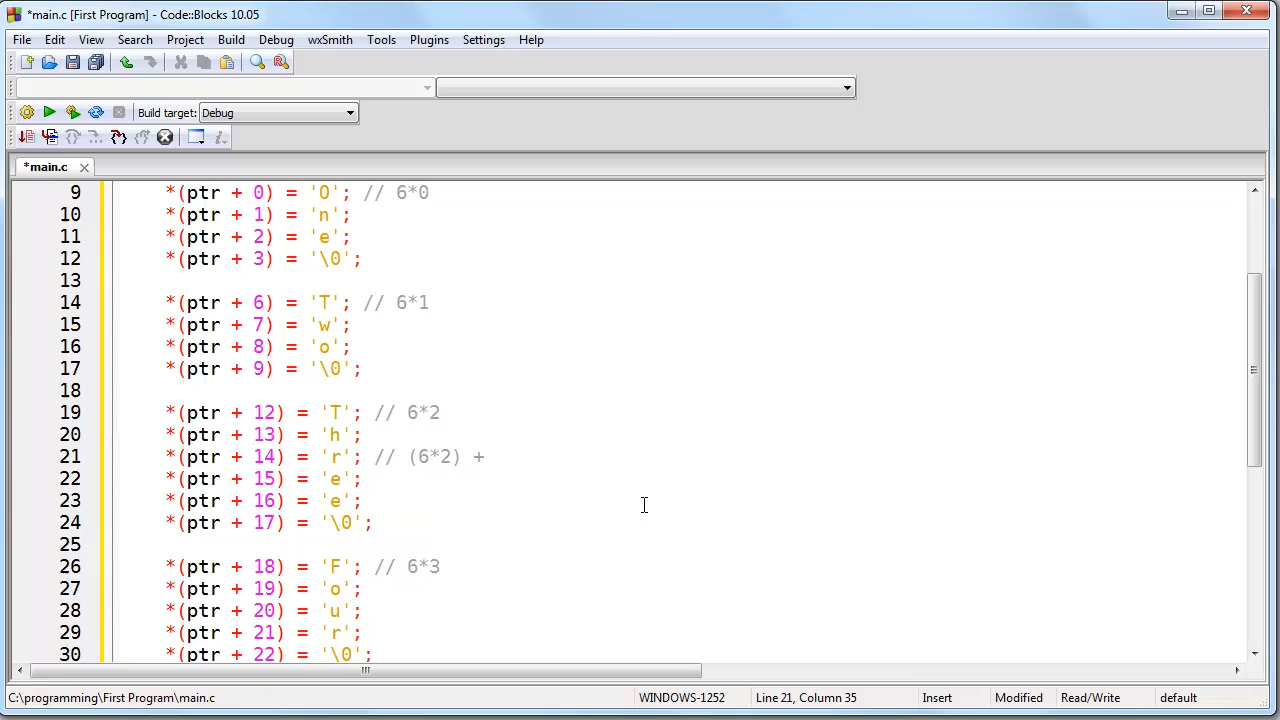 *main.c [First Program] - Code::Blocks 10.05
File Edit View Search Project Build Debug wxSmith Tools Plugins Settings Help
Build target: Debug
*main.c
9 *(ptr + 0) = 'O'; // 6*0
10 *(ptr + 1) = 'n';
11 *(ptr + 2) = 'e';
12 *(ptr + 3) = '\0';
13
14 *(ptr + 6) = 'T'; // 6*1
15 *(ptr + 7) = 'w';
16 *(ptr + 8) = 'o';
17 *(ptr + 9) = '\0';
18
19 *(ptr + 12) = 'T'; // 6*2
20 *(ptr + 13) = 'h';
21 *(ptr + 14) = 'r'; // (6*2) +
22 *(ptr + 15) = 'e';
23 *(ptr + 16) = 'e';
24 *(ptr + 17) = '\0';
25
26 *(ptr + 18) = 'F'; // 6*3
27 *(ptr + 19) = 'o';
28 *(ptr + 20) = 'u';
29 *(ptr + 21) = 'r';
30 *(ptr + 22) = '\0';
C:\programming\First Program\main.c WINDOWS-1252 Line 21, Column 35 Insert Modified Read/Write default